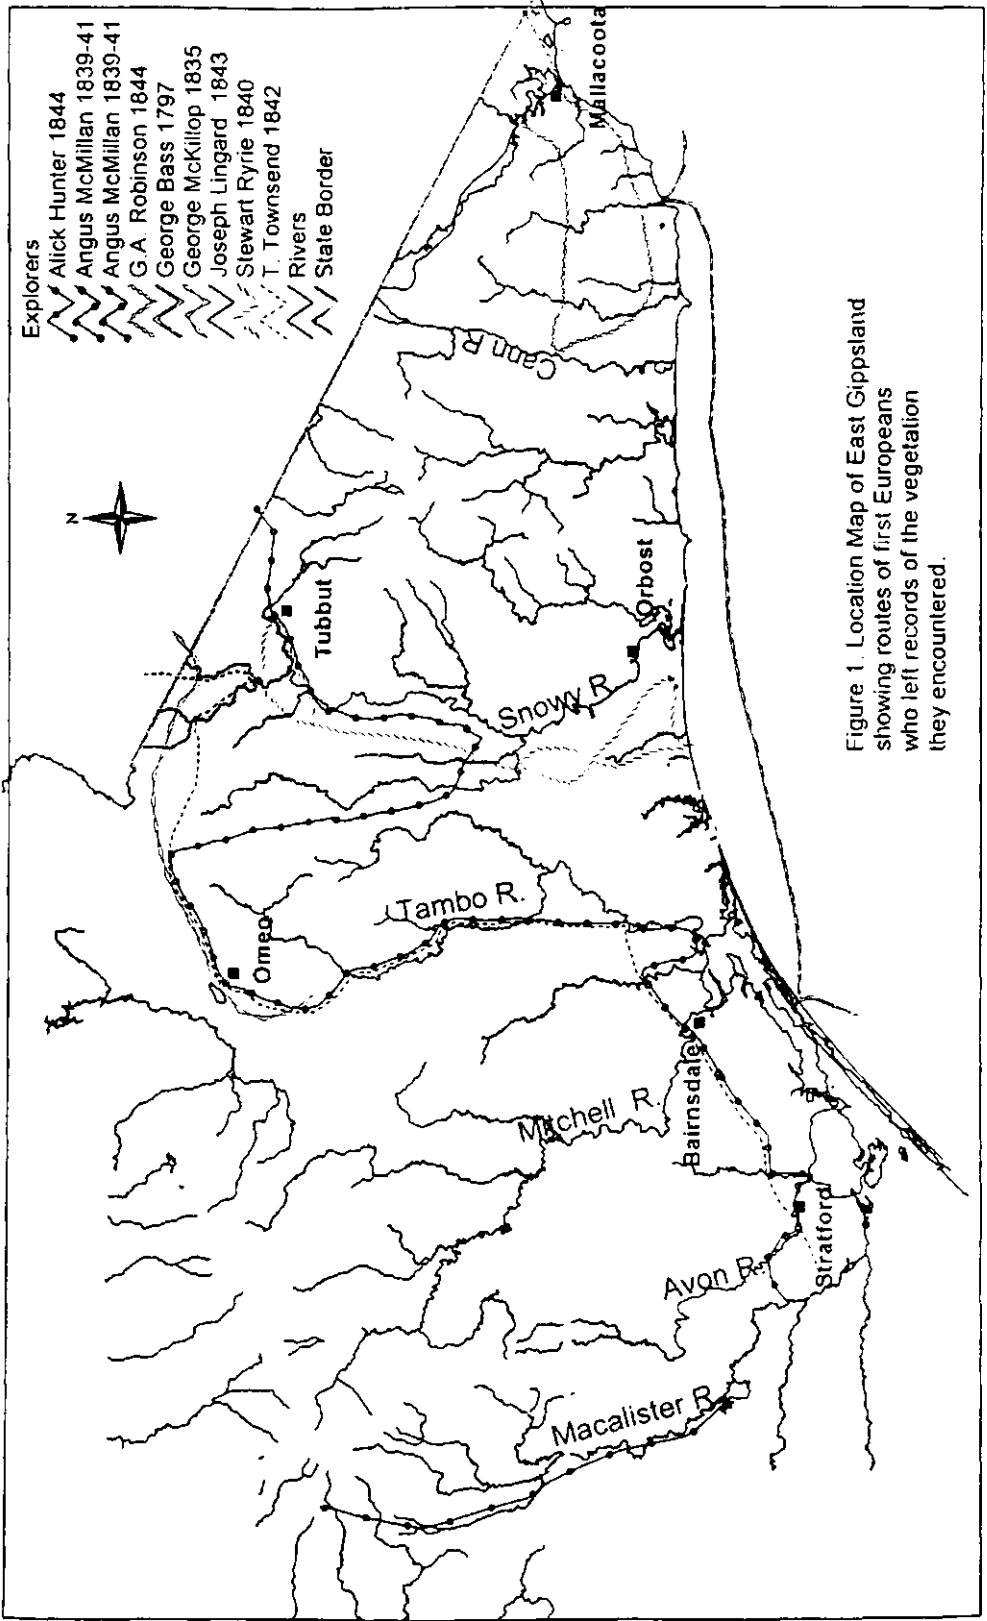 Explorers
Alick Hunter 1844
Angus McMillan 1839-41
Angus McMillan 1839-41
G.A. Robinson 1844
George Bass 1797
George McKillop 1835
Joseph Lingard 1843
Stewart Ryrie 1840
T. Townsend 1842
Rivers
State Border
N
Mallacoota
Cann R
Tubbut
Orbost
Snowy R
Omeo
Tambo R.
Mitchell R.
Bairnsdale
Avon R
Stratford
Macalister R
Figure 1. Location Map of East Gippsland
showing routes of first Europeans
who left records of the vegetation
they encountered.